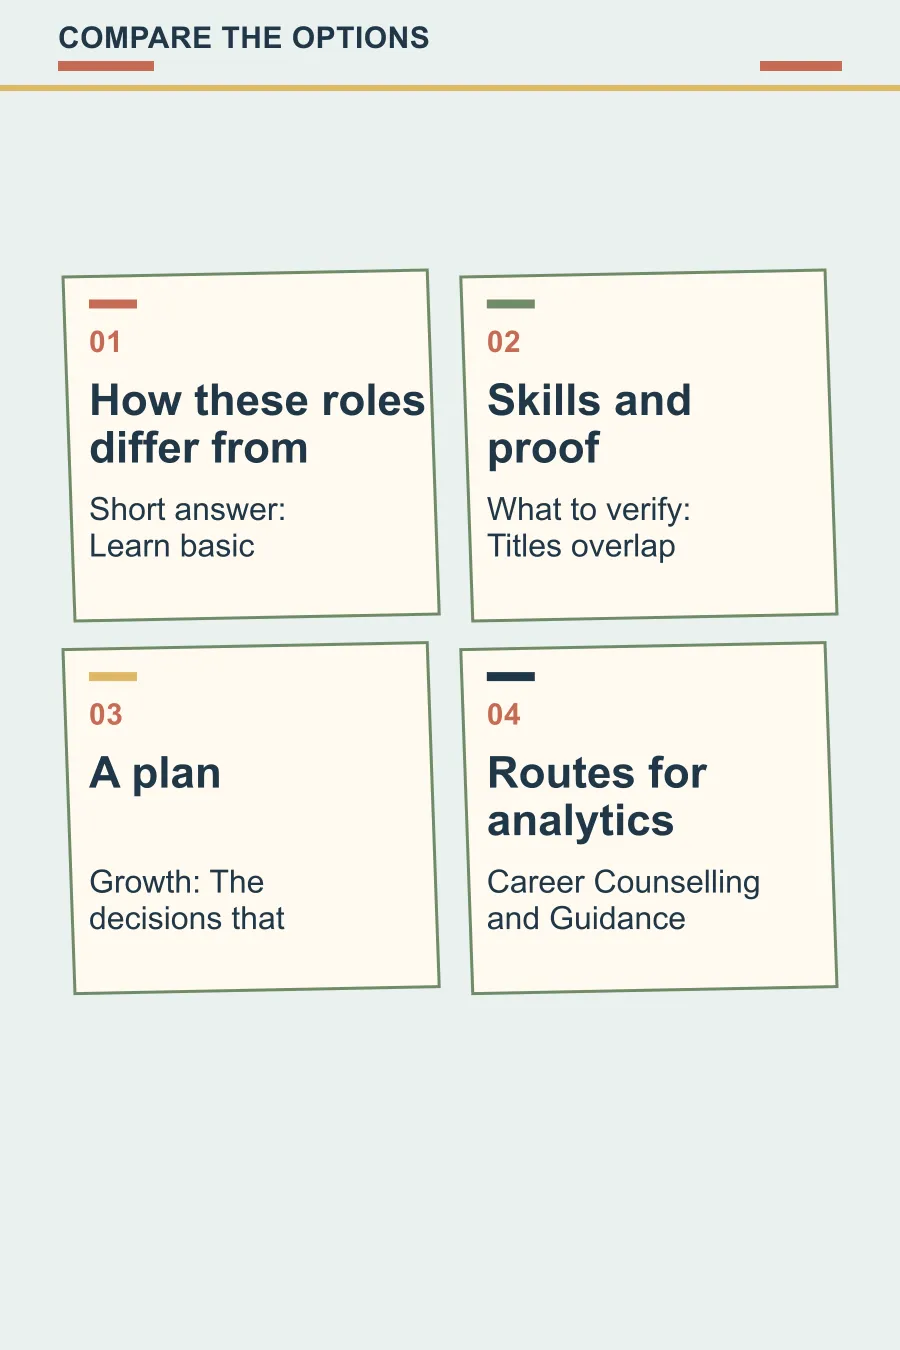 COMPARE THE OPTIONS
01
How these roles
differ from
Short answer:
Learn basic
02
Skills and
proof
What to verify:
Titles overlap
03
A plan
Growth: The
decisions that
04
Routes for
analytics
Career Counselling
and Guidance